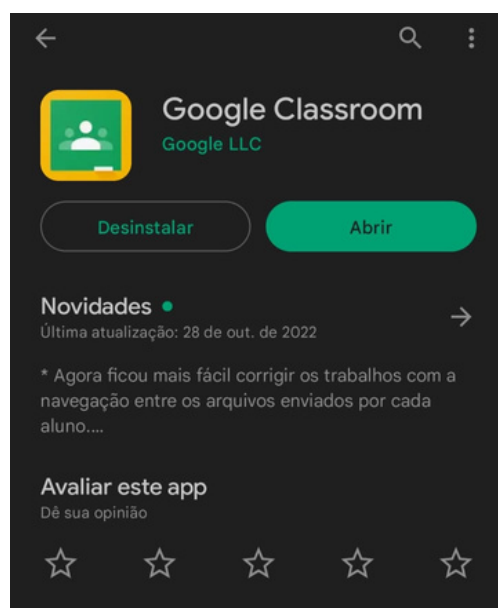 Google Classroom
Google LLC
Desinstalar
Abrir
Novidades
Última atualização: 28 de out. de 2022
* Agora ficou mais fácil corrigir os trabalhos com a
navegação entre os arquivos enviados por cada
aluno....
Avaliar este app
Dê sua opinião